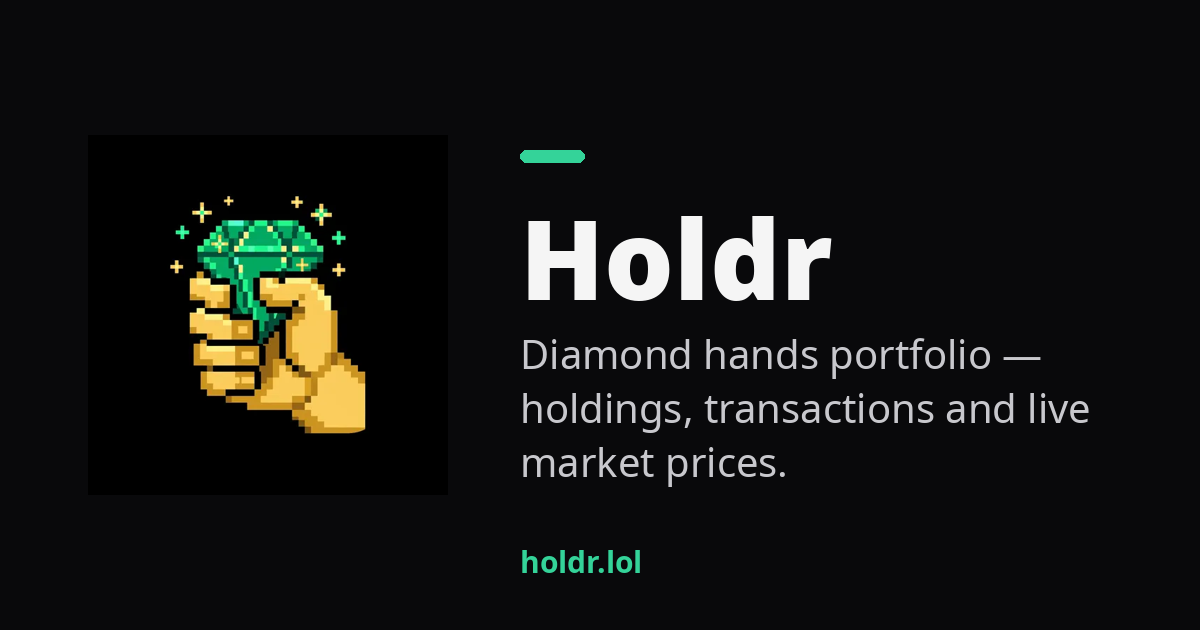 Holdr
Diamond hands portfolio —
holdings, transactions and live
market prices.
holdr.lol